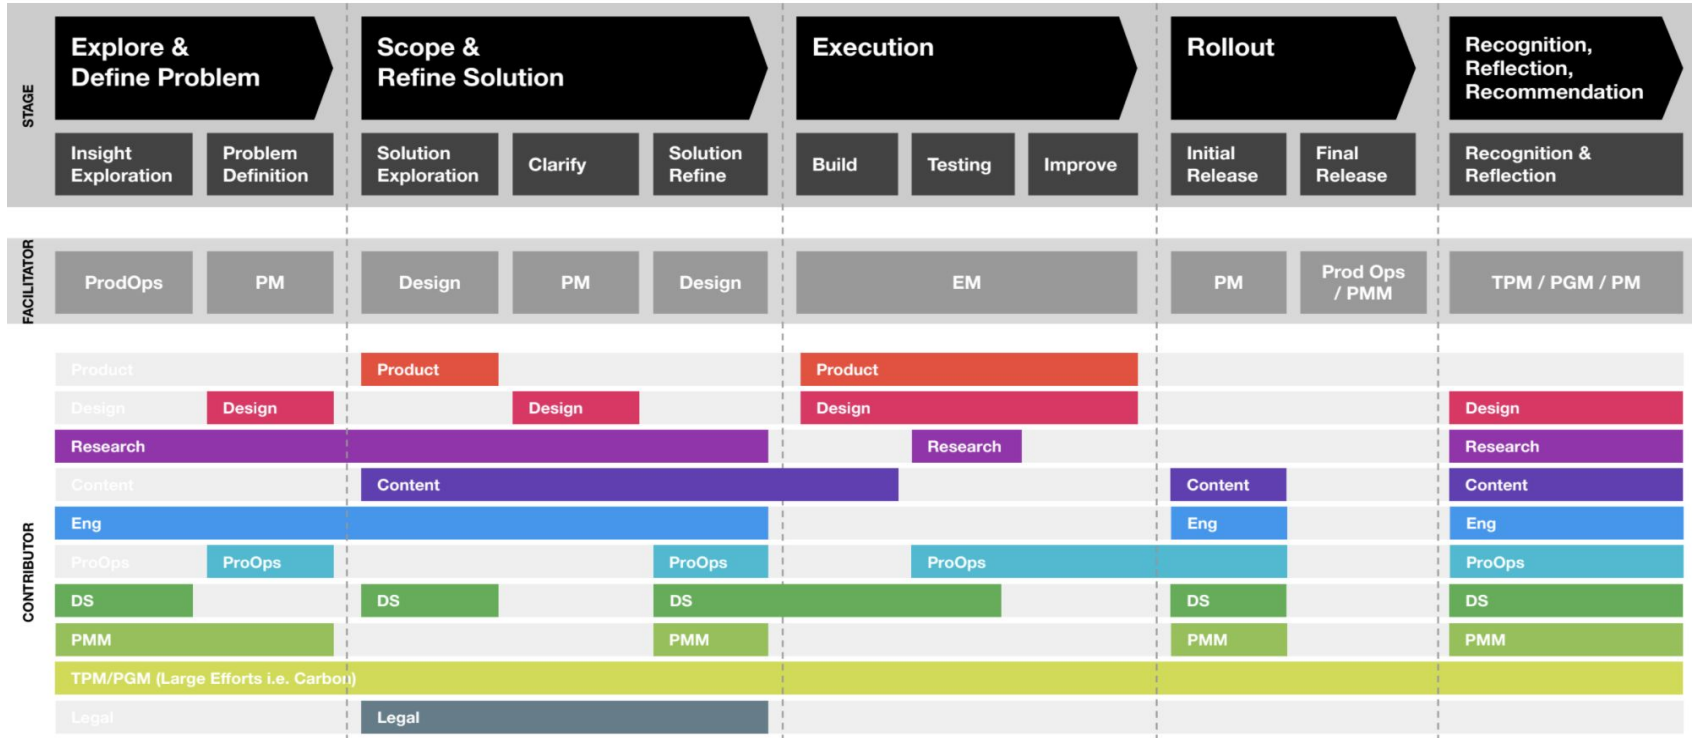 STAGE
Explore &
Define Problem
Scope &
Refine Solution
Execution
Rollout
Recognition,
Reflection,
Recommendation
Insight
Exploration
Problem
Definition
Solution
Exploration
Clarify
Solution
Refine
Build
Testing
Improve
Initial
Release
Final
Release
Recognition &
Reflection
FACILITATOR
ProdOps
PM
Design
PM
Design
EM
PM
Prod Ops
/ PMM
TPM / PGM / PM
CONTRIBUTOR
Product
Product
Product
Design
Design
Design
Design
Design
Research
Research
Research
Content
Content
Content
Content
Eng
Eng
Eng
ProOps
ProOps
ProOps
ProOps
ProOps
DS
DS
DS
DS
DS
PMM
PMM
PMM
PMM
TPM/PGM (Large Efforts i.e. Carbon)
Legal
Legal